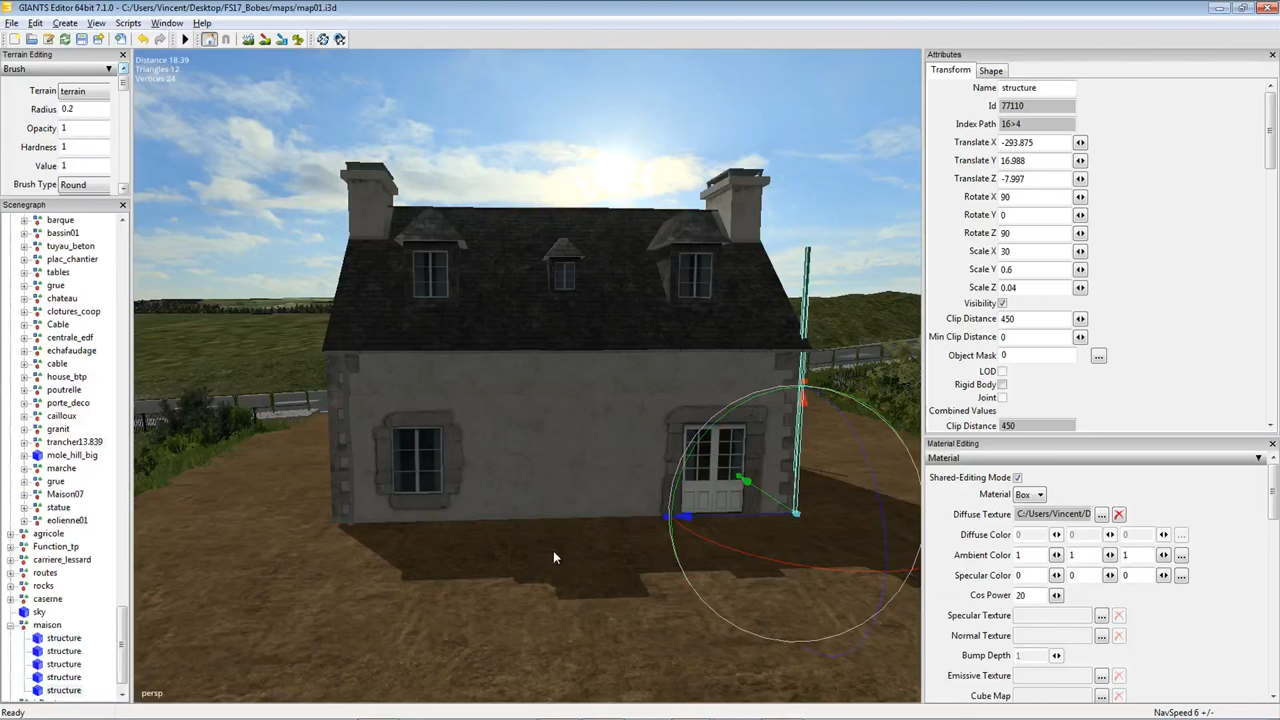 GIANTS Editor 64bit 7.1.0 - C:/Users/Vincent/Desktop/FS17_Bobes/maps/map01.i3d
File Edit Create View Scripts Window Help
Terrain Editing
Brush
Terrain terrain
Radius 0.2
Opacity 1
Hardness 1
Value 1
Brush Type Round
Scenegraph
barque
bassin01
tuyau_beton
plac_chantier
tables
grue
chateau
clotures_coop
Cable
centrale_edf
echafaudage
cable
house_btp
poutrelle
porte_deco
cailloux
granit
trancher13.839
mole_hill_big
marche
grue
Maison07
statue
eolienne01
agricole
Function_tp
carriere_lessard
routes
rocks
caserne
sky
maison
structure
structure
structure
structure
structure
Distance 18.39
Triangles 12
Vertices 24
persp
Attributes
Transform Shape
Name structure
Id 77110
Index Path 16>4
Translate X -293.875
Translate Y 16.988
Translate Z -7.997
Rotate X 90
Rotate Y 0
Rotate Z 90
Scale X 30
Scale Y 0.6
Scale Z 0.04
Visibility
Clip Distance 450
Min Clip Distance 0
Object Mask 0 ...
LOD
Rigid Body
Joint
Combined Values
Clip Distance 450
Material Editing
Material
Shared-Editing Mode
Material Box
Diffuse Texture C:/Users/Vincent/D ...
Diffuse Color 0 0 0 ...
Ambient Color 1 1 1 ...
Specular Color 0 0 0 ...
Cos Power 20
Specular Texture ...
Normal Texture ...
Bump Depth 1
Emissive Texture ...
Cube Map ...
Ready
NavSpeed 6 +/-